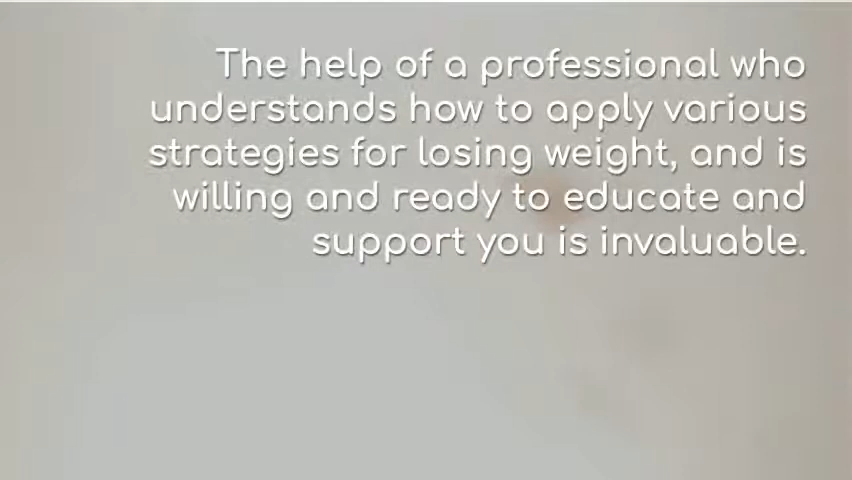 The help of a professional who
understands how to apply various
strategies for losing weight, and is
willing and ready to educate and
support you is invaluable.